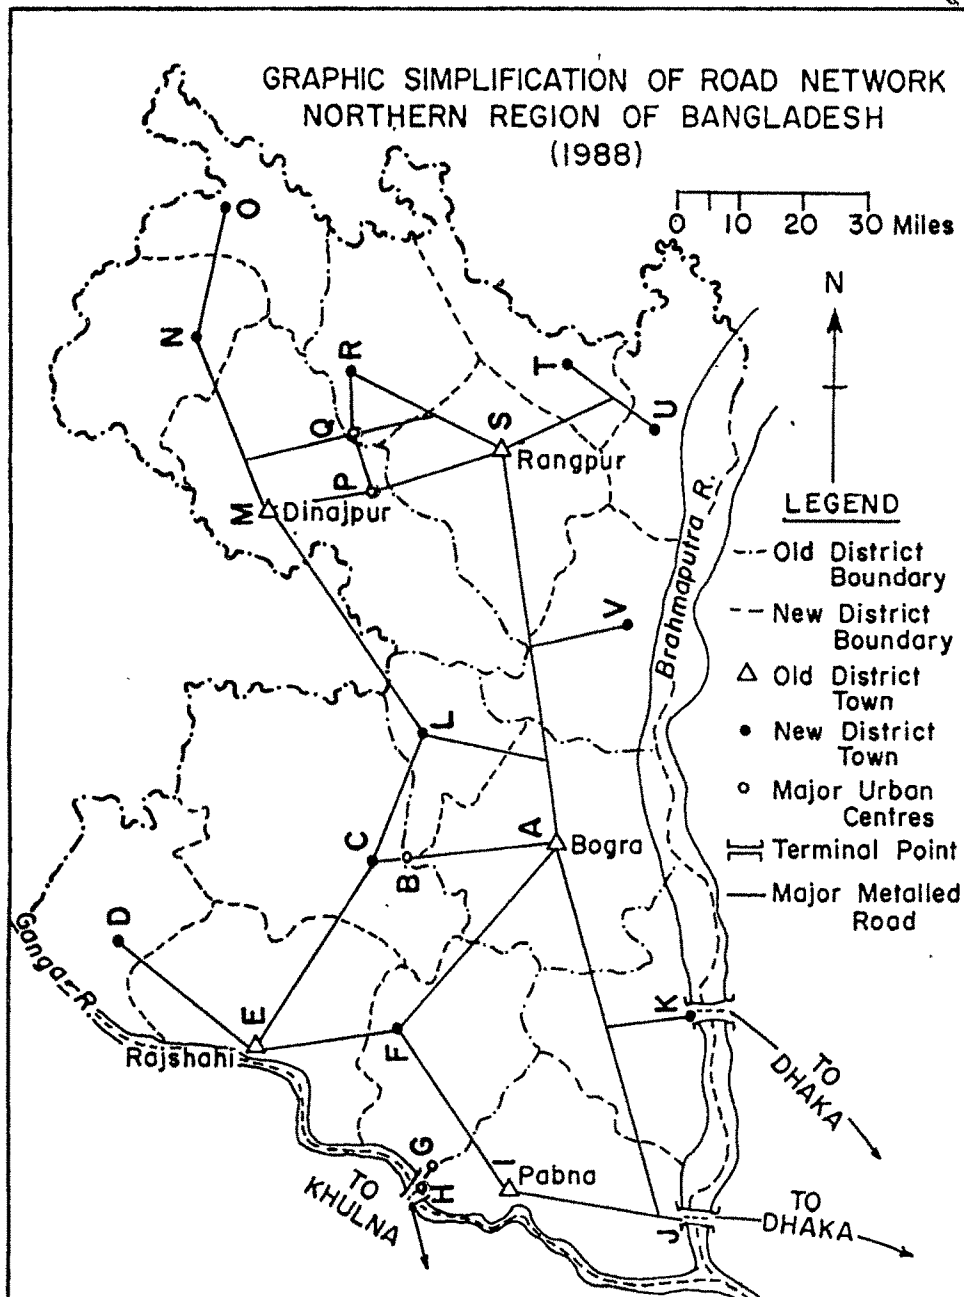 GRAPHIC SIMPLIFICATION OF ROAD NETWORK
NORTHERN REGION OF BANGLADESH
(1988)
0 10 20 30 Miles
N
O
N
R
T
Q
S
U
P
Rangpur
M
Dinajpur
LEGEND
Old District
Boundary
New District
Boundary
Old District
Town
New District
Town
Major Urban
Centres
Terminal Point
Major Metalled
Road
Brahmaputra R.
V
L
A
Bogra
C
B
D
Ganga R.
E
Rajshahi
F
K
TO
DHAKA
G
H
I
Pabna
TO
KHULNA
J
TO
DHAKA